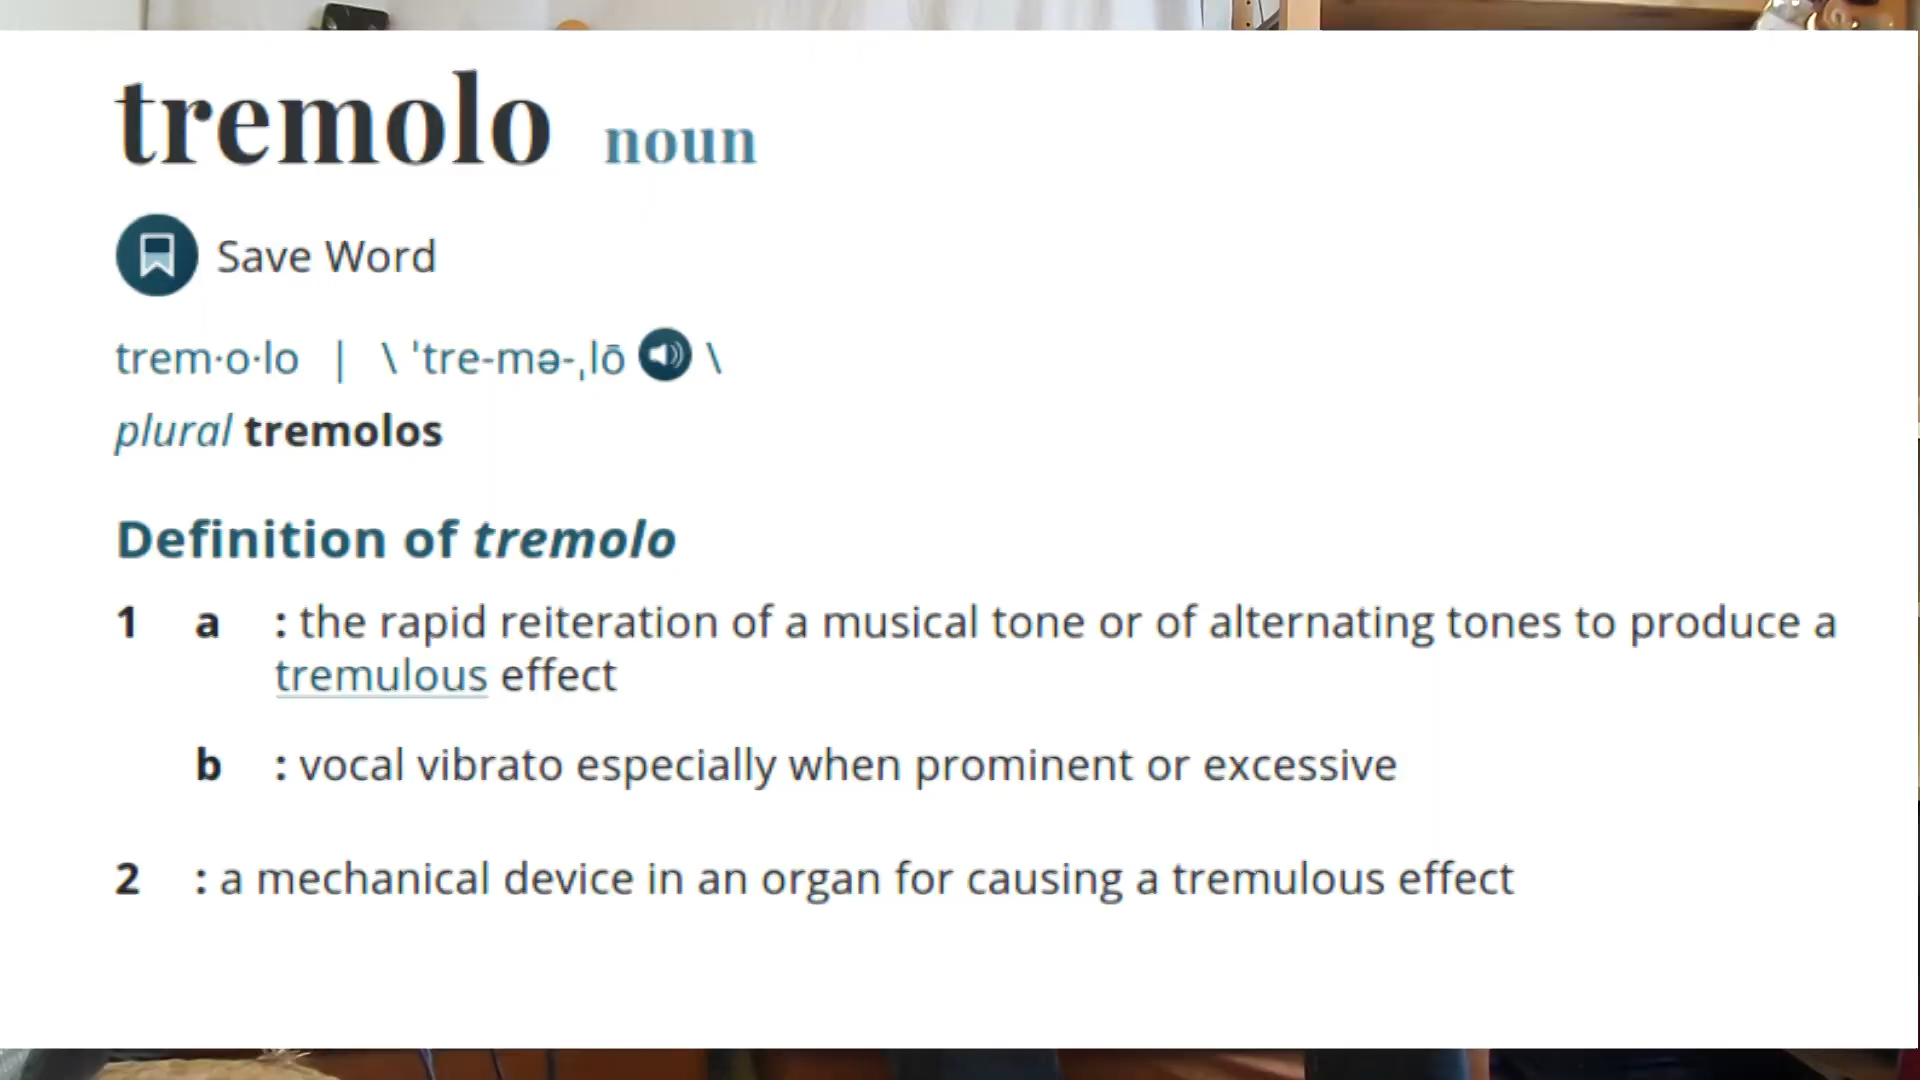 tremolo noun
Save Word
trem·o·lo | \ ˈtre-mə-ˌlō \
plural tremolos
Definition of tremolo
1 a : the rapid reiteration of a musical tone or of alternating tones to produce a
tremulous effect
b : vocal vibrato especially when prominent or excessive
2 : a mechanical device in an organ for causing a tremulous effect